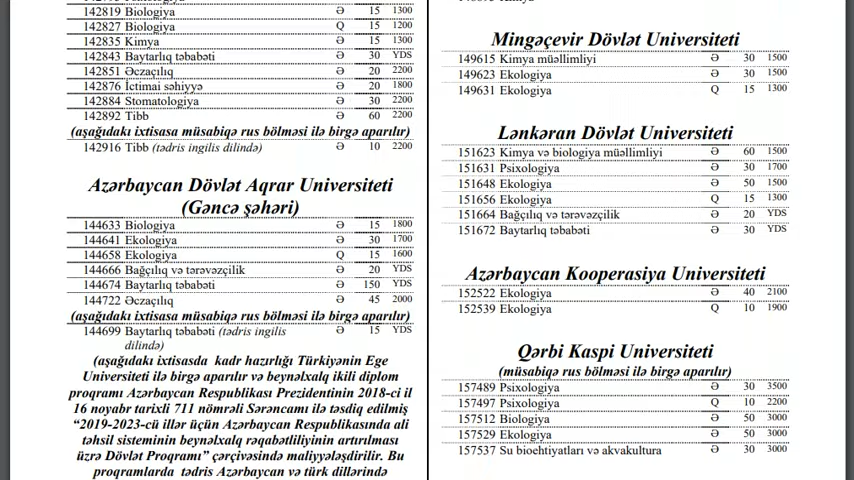 142819 Biologiya Ə 15 1300
142827 Biologiya Q 15 1200
142835 Kimya Ə 15 1300
142843 Baytarlıq təbabəti Ə 30 YDS
142851 Əczaçılıq Ə 20 2200
142876 İctimai səhiyyə Ə 20 1800
142884 Stomatologiya Ə 30 2200
142892 Tibb Ə 60 2200
(aşağıdakı ixtisasa müsabiqə rus bölməsi ilə birgə aparılır)
142916 Tibb (tədris ingilis dilində) Ə 10 2200
Azərbaycan Dövlət Aqrar Universiteti
(Gəncə şəhəri)
144633 Biologiya Ə 15 1800
144641 Ekologiya Ə 30 1700
144658 Ekologiya Q 15 1600
144666 Bağçılıq və tərəvəzçilik Ə 20 YDS
144674 Baytarlıq təbabəti Ə 150 YDS
144722 Əczaçılıq Ə 45 2000
(aşağıdakı ixtisasa müsabiqə rus bölməsi ilə birgə aparılır)
144699 Baytarlıq təbabəti (tədris ingilis Ə 15 YDS
dilində)
(aşağıdakı ixtisasda kadr hazırlığı Türkiyənin Ege
Universiteti ilə birgə aparılır və beynəlxalq ikili diplom
proqramı Azərbaycan Respublikası Prezidentinin 2018-ci il
16 noyabr tarixli 711 nömrəli Sərəncamı ilə təsdiq edilmiş
“2019-2023-cü illər üçün Azərbaycan Respublikasında ali
təhsil sisteminin beynəlxalq rəqabətliliyinin artırılması
üzrə Dövlət Proqramı” çərçivəsində maliyyələşdirilir. Bu
proqramlarda tədris Azərbaycan və türk dillərində
Mingəçevir Dövlət Universiteti
149615 Kimya müəllimliyi Ə 30 1500
149623 Ekologiya Ə 30 1500
149631 Ekologiya Q 15 1300
Lənkəran Dövlət Universiteti
151623 Kimya və biologiya müəllimliyi Ə 60 1500
151631 Psixologiya Ə 30 1700
151648 Ekologiya Ə 50 1500
151656 Ekologiya Q 15 1300
151664 Bağçılıq və tərəvəzçilik Ə 20 YDS
151672 Baytarlıq təbabəti Ə 30 YDS
Azərbaycan Kooperasiya Universiteti
152522 Ekologiya Ə 40 2100
152539 Ekologiya Q 10 1900
Qərbi Kaspi Universiteti
(müsabiqə rus bölməsi ilə birgə aparılır)
157489 Psixologiya Ə 30 3500
157497 Psixologiya Q 10 2200
157512 Biologiya Ə 50 3000
157529 Ekologiya Ə 50 3000
157537 Su bioehtiyatları və akvakultura Ə 30 3000